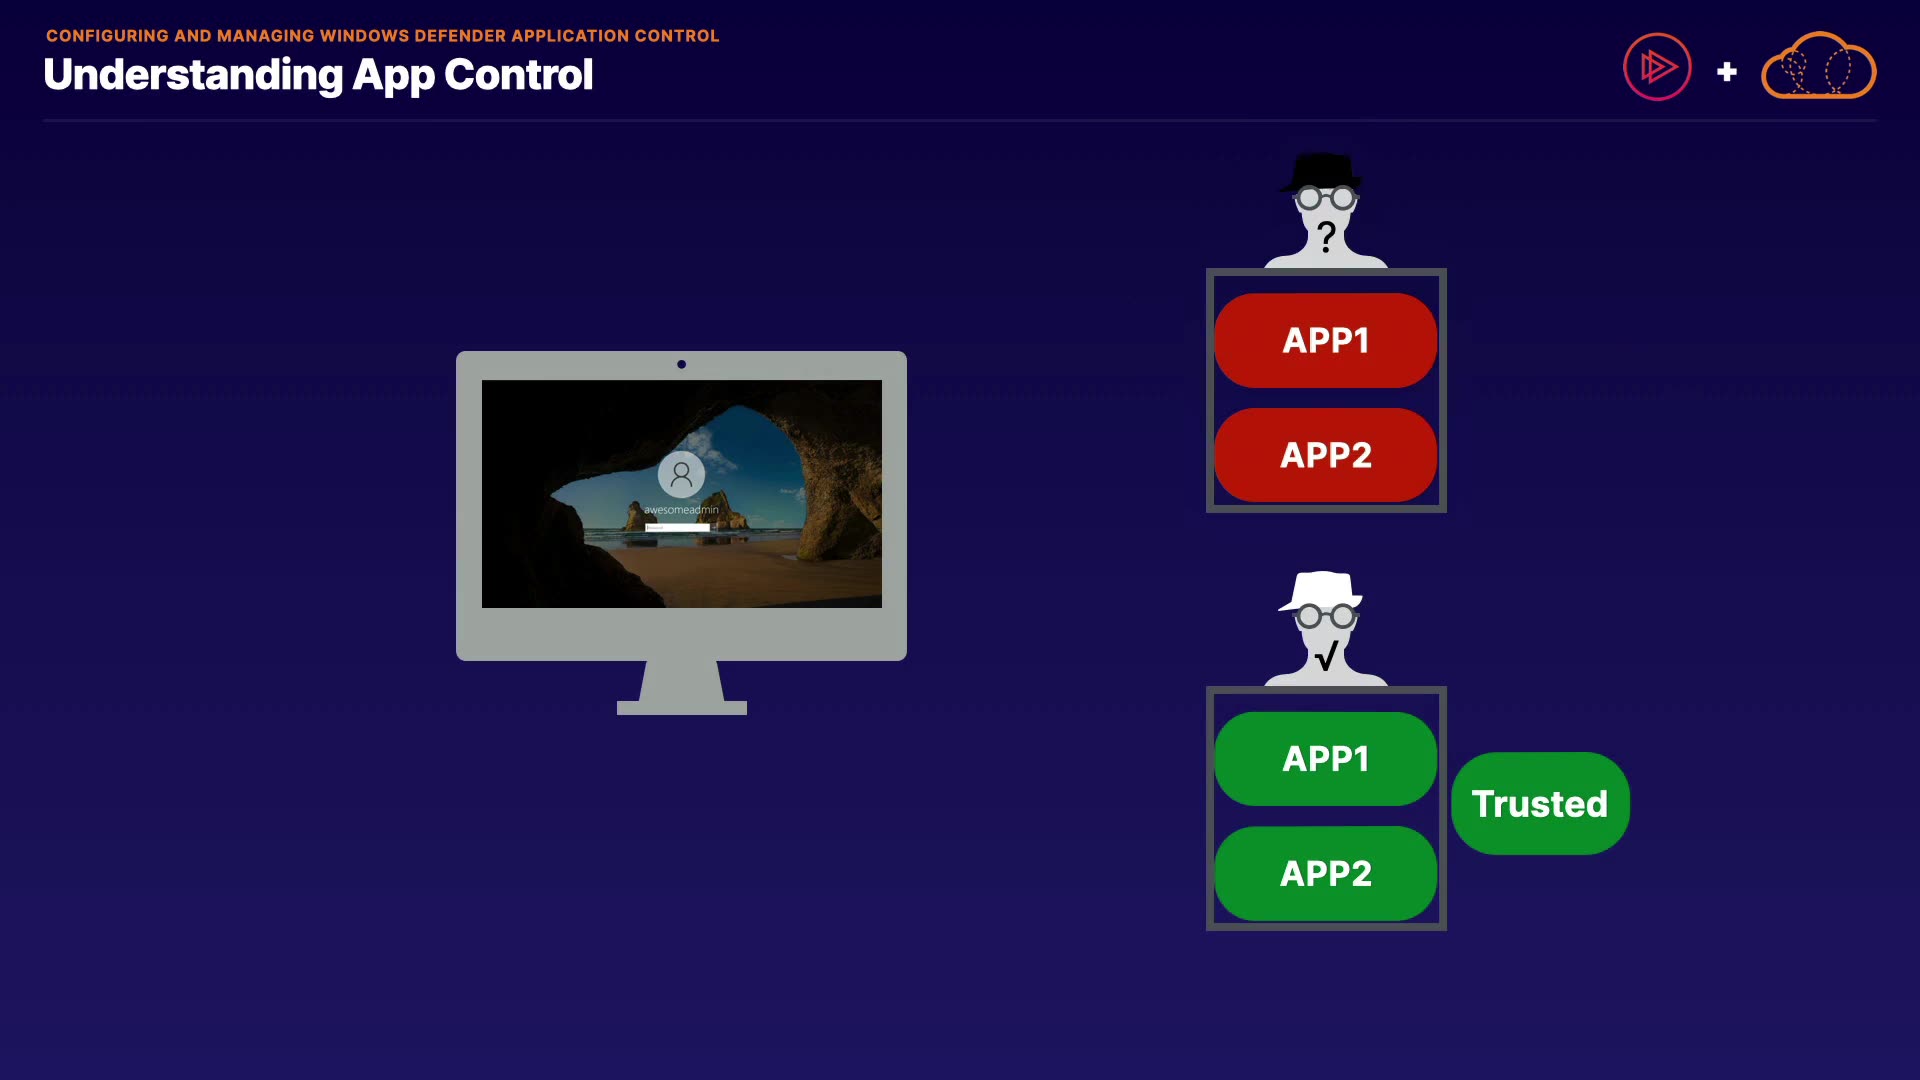 CONFIGURING AND MANAGING WINDOWS DEFENDER APPLICATION CONTROL
Understanding App Control
+
?
APP1
APP2
awesomeadmin
√
APP1
APP2
Trusted